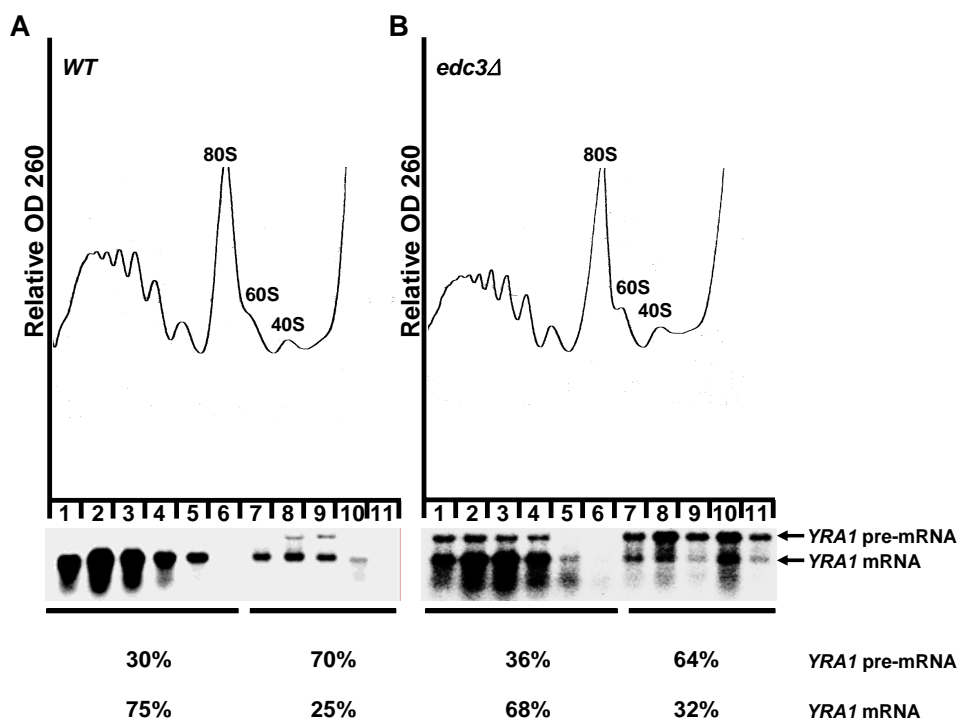 A
B
WT
edc3Δ
Relative OD 260
Relative OD 260
80S
60S
40S
80S
60S
40S
1 2 3 4 5 6 7 8 9 10 11
1 2 3 4 5 6 7 8 9 10 11
YRA1 pre-mRNA
YRA1 mRNA
30% 70% 36% 64% YRA1 pre-mRNA
75% 25% 68% 32% YRA1 mRNA